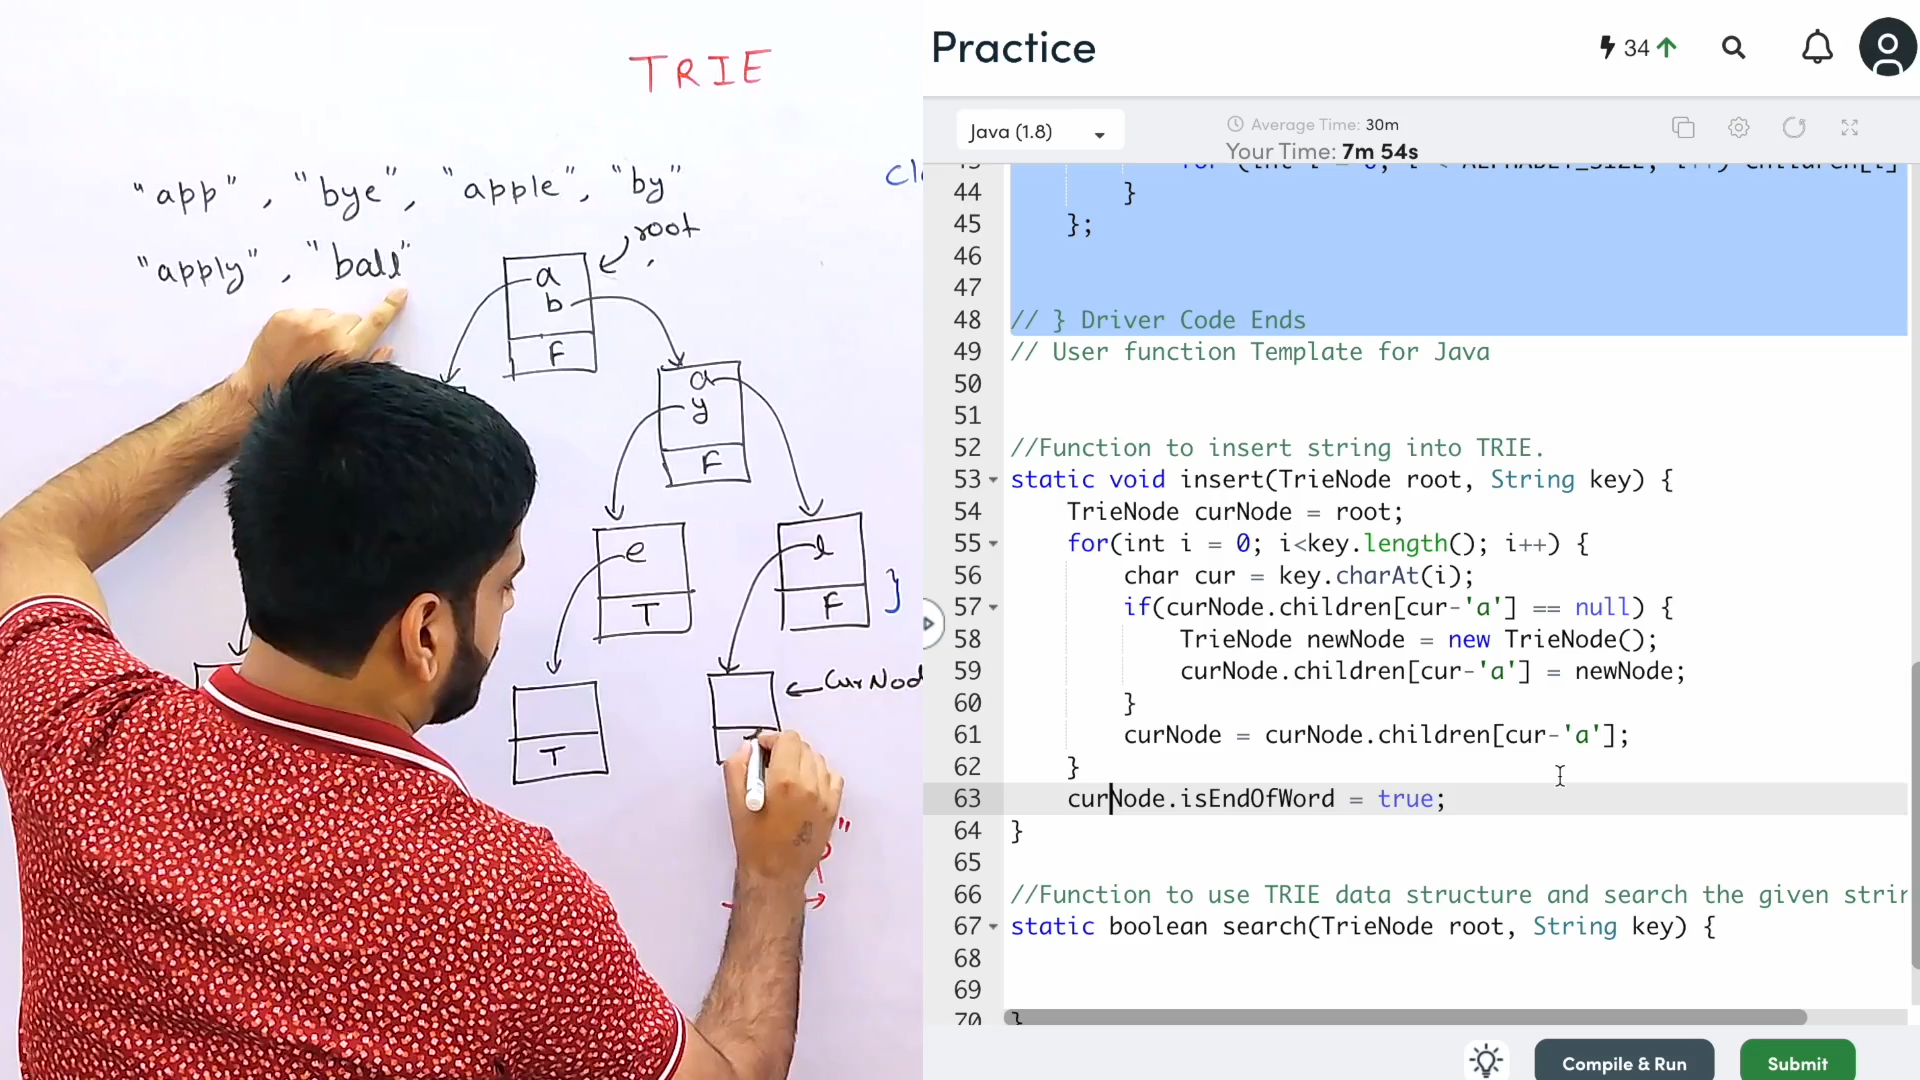 TRIE
"app", "bye", "apple", "by"
"apply", "ball"
root
a
b
F
a
y
F
e
T
l
F
T
CurNod
}
Practice
34
Java (1.8)
Average Time: 30m
Your Time: 7m 54s
44 }
45 };
46
47
48 // } Driver Code Ends
49 // User function Template for Java
50
51
52 //Function to insert string into TRIE.
53 static void insert(TrieNode root, String key) {
54 TrieNode curNode = root;
55 for(int i = 0; i<key.length(); i++) {
56 char cur = key.charAt(i);
57 if(curNode.children[cur-'a'] == null) {
58 TrieNode newNode = new TrieNode();
59 curNode.children[cur-'a'] = newNode;
60 }
61 curNode = curNode.children[cur-'a'];
62 }
63 curNode.isEndOfWord = true;
64 }
65
66 //Function to use TRIE data structure and search the given strin
67 static boolean search(TrieNode root, String key) {
68
69
70 }
Compile & Run
Submit